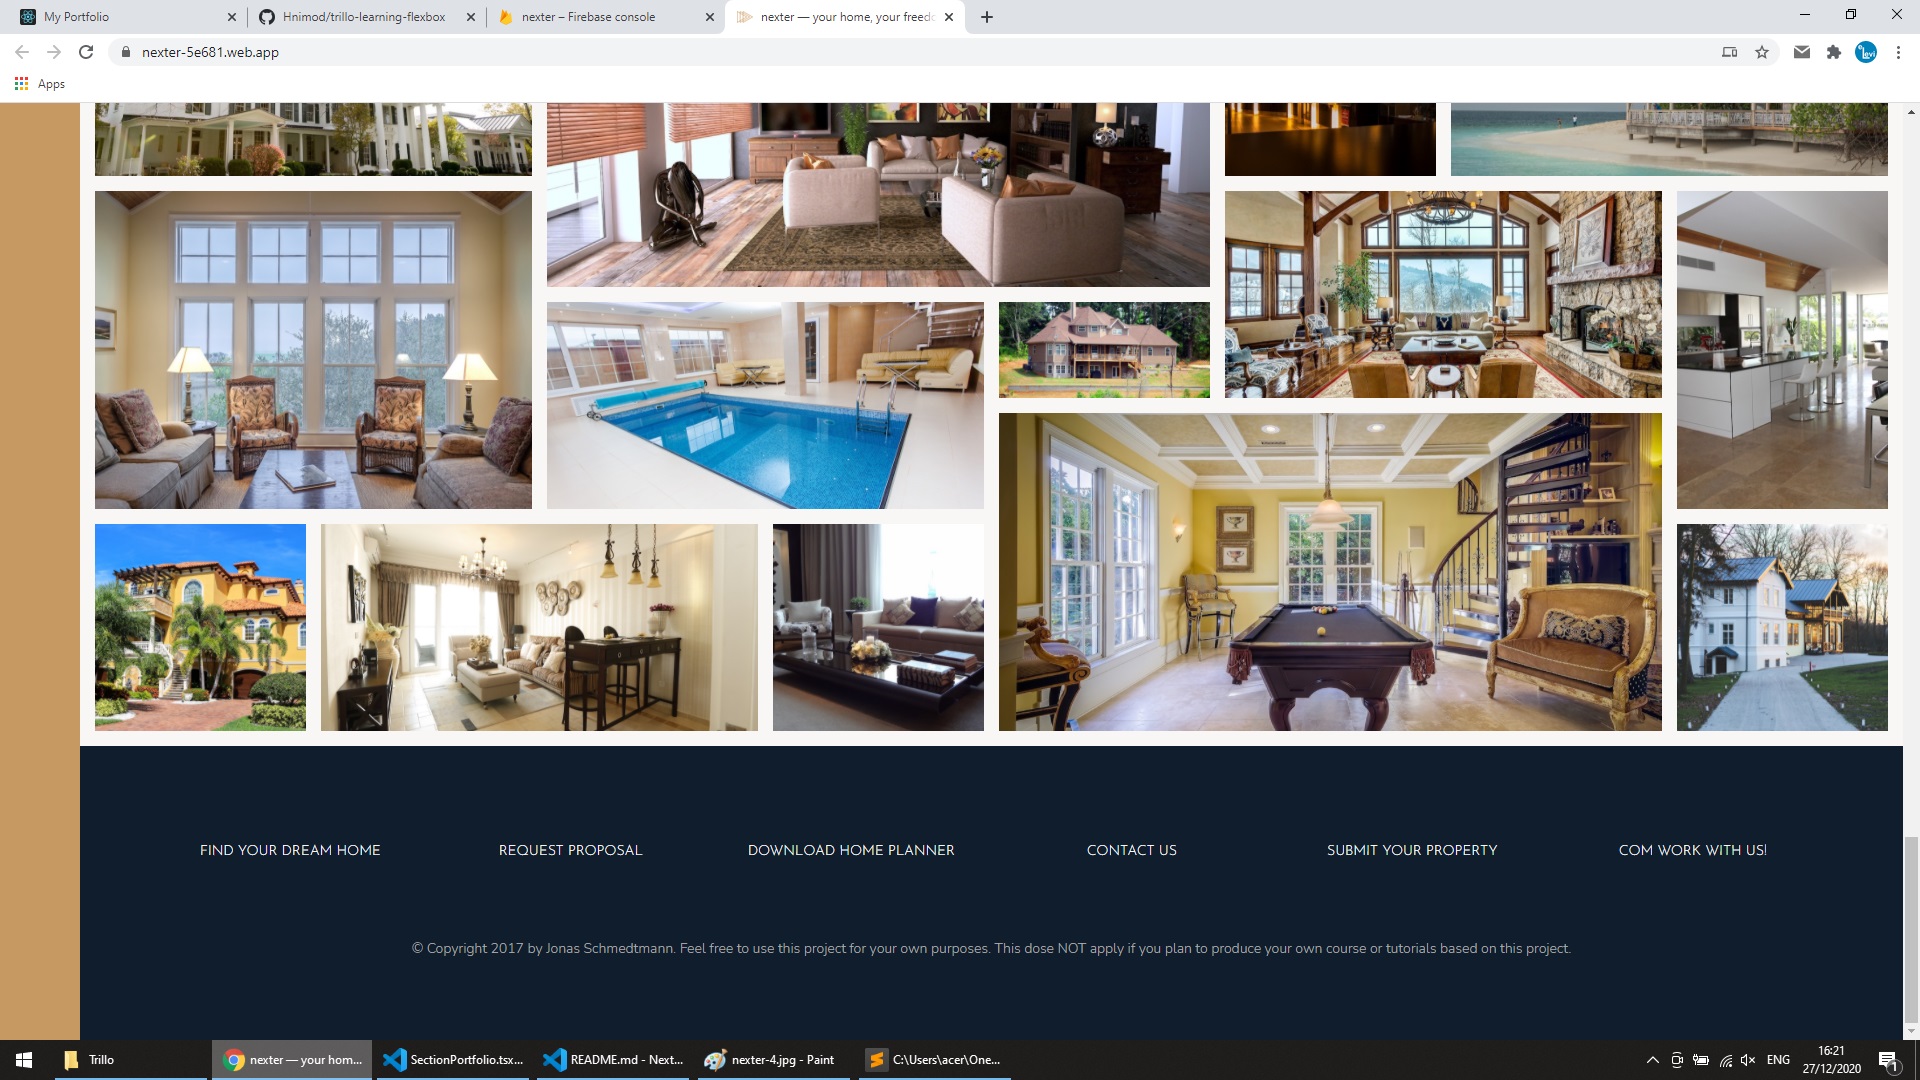 My Portfolio
Hnimod/trillo-learning-flexbox
nexter – Firebase console
nexter — your home, your freedo
nexter-5e681.web.app
Levi
Apps
FIND YOUR DREAM HOME
REQUEST PROPOSAL
DOWNLOAD HOME PLANNER
CONTACT US
SUBMIT YOUR PROPERTY
COM WORK WITH US!
© Copyright 2017 by Jonas Schmedtmann. Feel free to use this project for your own purposes. This dose NOT apply if you plan to produce your own course or tutorials based on this project.
Trillo
nexter — your hom...
SectionPortfolio.tsx...
README.md - Next...
nexter-4.jpg - Paint
C:\Users\acer\One...
ENG
16:21
27/12/2020
1